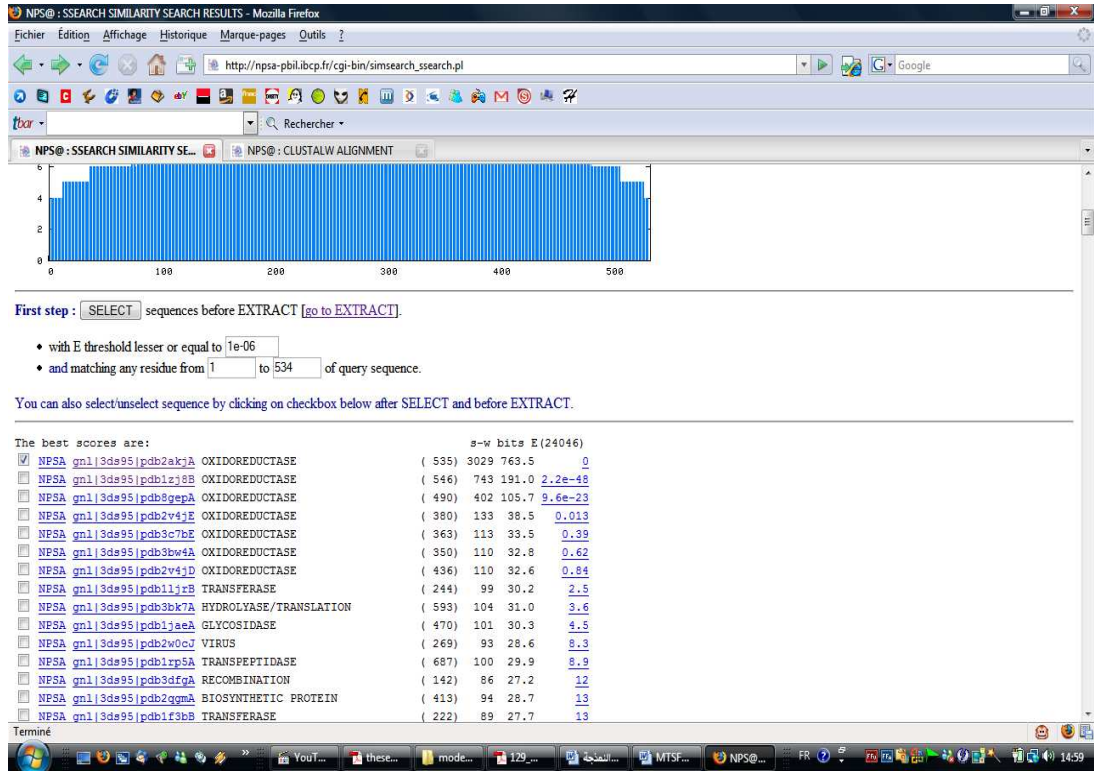 NPS@ : SSEARCH SIMILARITY SEARCH RESULTS - Mozilla Firefox
Fichier Édition Affichage Historique Marque-pages Outils ?
http://npsa-pbil.ibcp.fr/cgi-bin/simsearch_ssearch.pl
Google
tbar
Rechercher
NPS@ : SSEARCH SIMILARITY SE... NPS@ : CLUSTALW ALIGNMENT
6
4
2
0
0 100 200 300 400 500
First step : SELECT sequences before EXTRACT [go to EXTRACT].
• with E threshold lesser or equal to 1e-06
• and matching any residue from 1 to 534 of query sequence.
You can also select/unselect sequence by clicking on checkbox below after SELECT and before EXTRACT.
The best scores are: s-w bits E(24046)
NPSA gnl|3ds95|pdb2akjA OXIDOREDUCTASE ( 535) 3029 763.5 0
NPSA gnl|3ds95|pdb1zj8B OXIDOREDUCTASE ( 546) 743 191.0 2.2e-48
NPSA gnl|3ds95|pdb8gepA OXIDOREDUCTASE ( 490) 402 105.7 9.6e-23
NPSA gnl|3ds95|pdb2v4jE OXIDOREDUCTASE ( 380) 133 38.5 0.013
NPSA gnl|3ds95|pdb3c7bE OXIDOREDUCTASE ( 363) 113 33.5 0.39
NPSA gnl|3ds95|pdb3bw4A OXIDOREDUCTASE ( 350) 110 32.8 0.62
NPSA gnl|3ds95|pdb2v4jD OXIDOREDUCTASE ( 436) 110 32.6 0.84
NPSA gnl|3ds95|pdb1ljrB TRANSFERASE ( 244) 99 30.2 2.5
NPSA gnl|3ds95|pdb3bk7A HYDROLYASE/TRANSLATION ( 593) 104 31.0 3.6
NPSA gnl|3ds95|pdb1jaeA GLYCOSIDASE ( 470) 101 30.3 4.5
NPSA gnl|3ds95|pdb2w0cJ VIRUS ( 269) 93 28.6 8.3
NPSA gnl|3ds95|pdb1rp5A TRANSPEPTIDASE ( 687) 100 29.9 8.9
NPSA gnl|3ds95|pdb3dfgA RECOMBINATION ( 142) 86 27.2 12
NPSA gnl|3ds95|pdb2qgmA BIOSYNTHETIC PROTEIN ( 413) 94 28.7 13
NPSA gnl|3ds95|pdb1f3bB TRANSFERASE ( 222) 89 27.7 13
Terminé
YouT... these... mode... 129_... النمذجة... MTSF... NPS@... FR 14:59